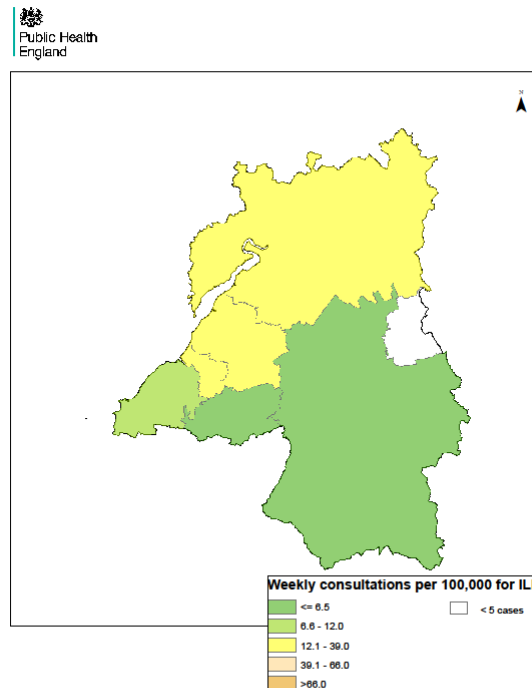 Public Health
England
N
Weekly consultations per 100,000 for IL
<= 6.5
< 5 cases
6.6 - 12.0
12.1 - 39.0
39.1 - 66.0
>66.0